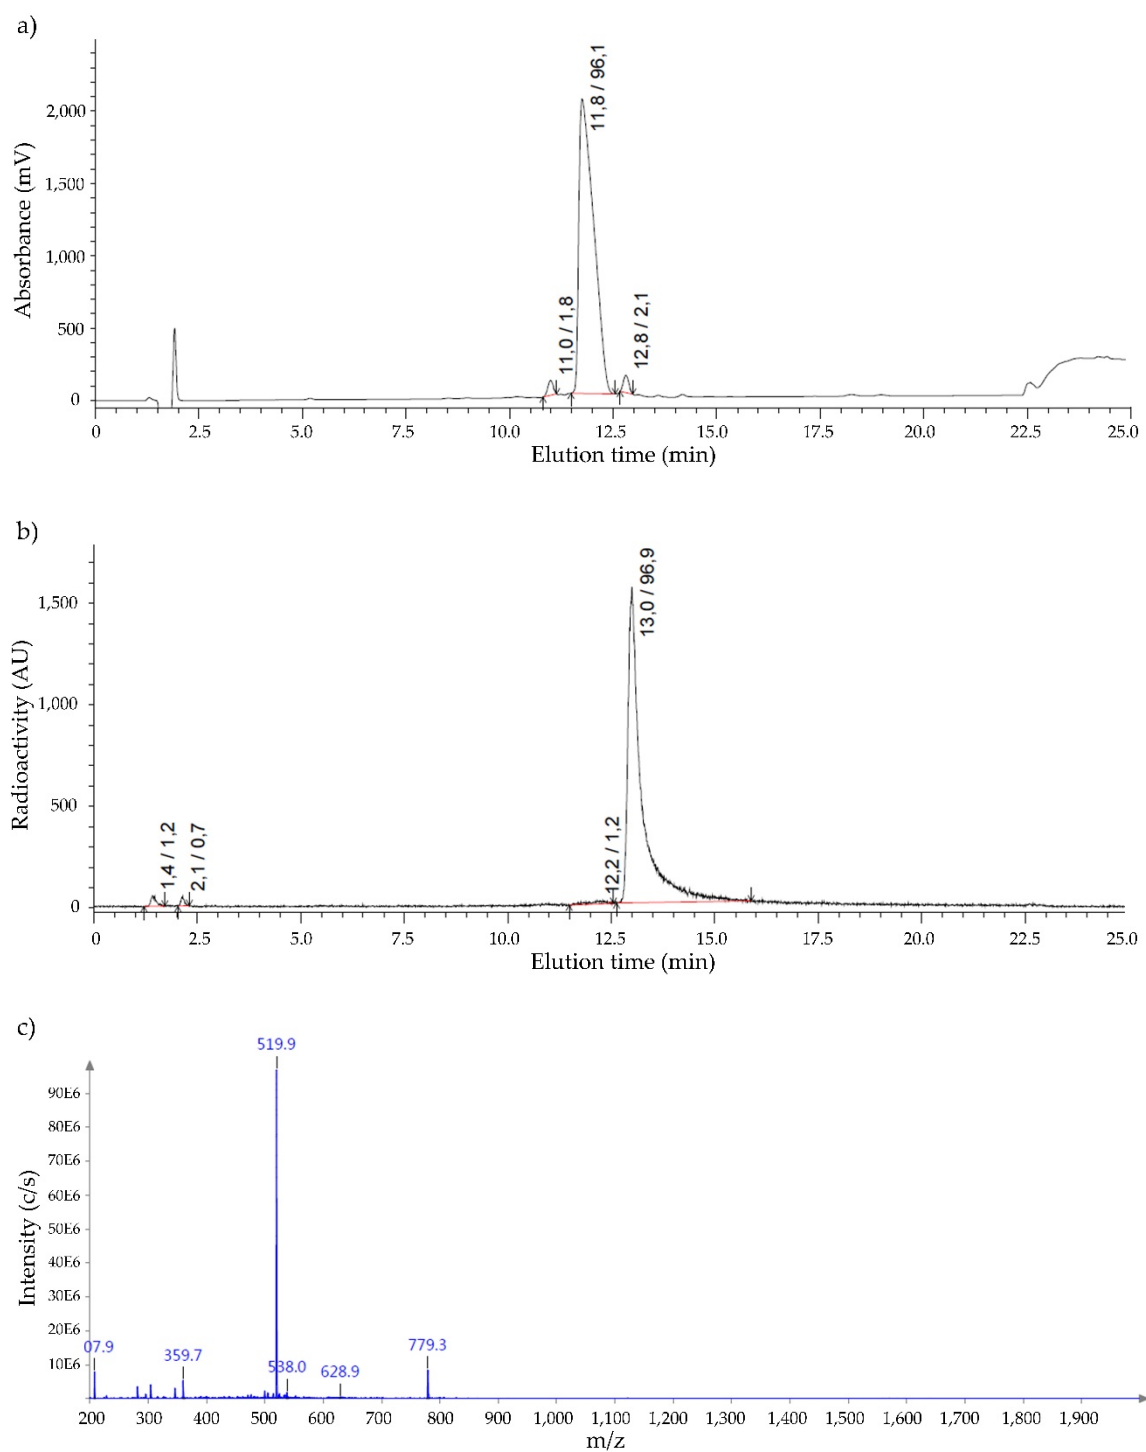 a)
Absorbance (mV)
2,000
1,500
1,000
500
0
11,0 / 1,8
11,8 / 96,1
12,8 / 2,1
0 2.5 5.0 7.5 10.0 12.5 15.0 17.5 20.0 22.5 25.0
Elution time (min)
b)
Radioactivity (AU)
1,500
1,000
500
0
1,4 / 1,2
2,1 / 0,7
12,2 / 1,2
13,0 / 96,9
0 2.5 5.0 7.5 10.0 12.5 15.0 17.5 20.0 22.5 25.0
Elution time (min)
c)
Intensity (c/s)
90E6
80E6
70E6
60E6
50E6
40E6
30E6
20E6
10E6
07.9
359.7
519.9
538.0
628.9
779.3
200 300 400 500 600 700 800 900 1,000 1,100 1,200 1,300 1,400 1,500 1,600 1,700 1,800 1,900
m/z